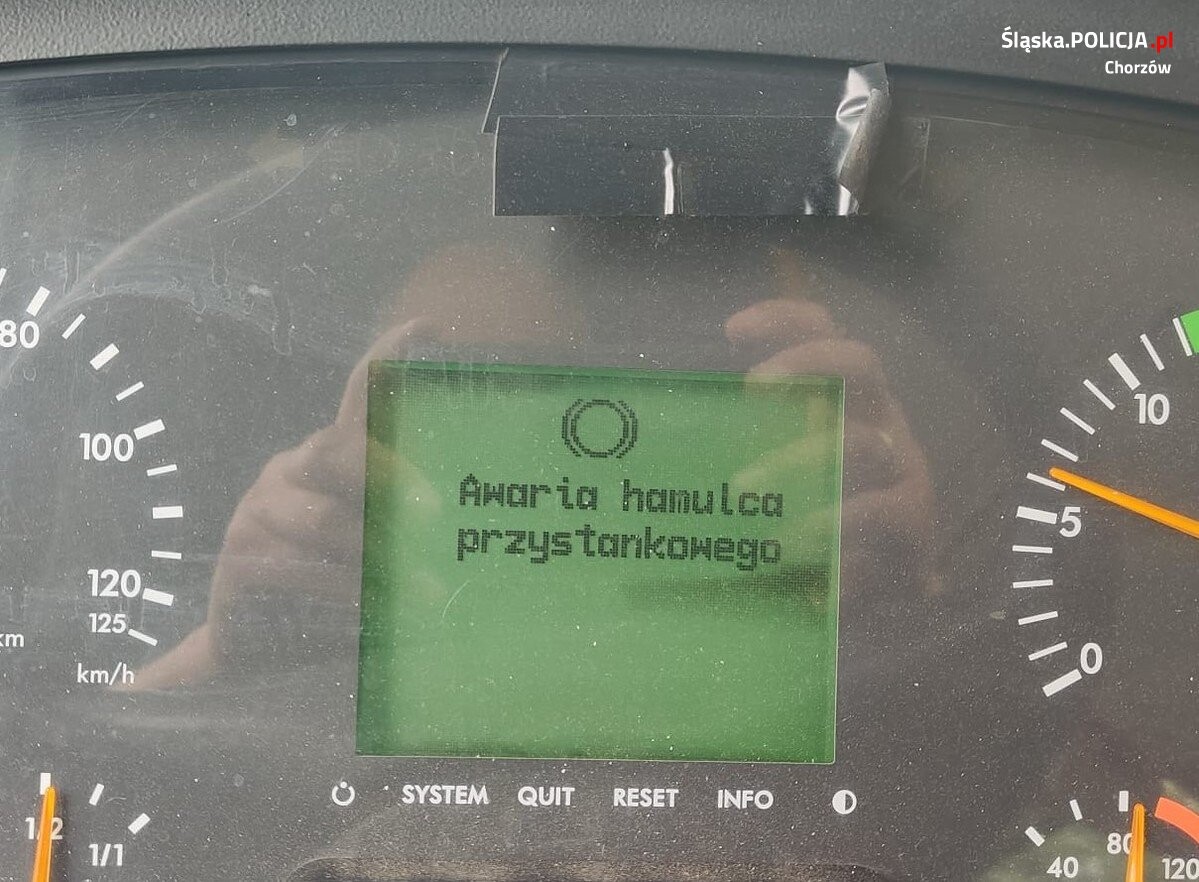 Śląska.POLICJA.pl
Chorzów
80
100
120
125
km/h
km
Awaria hamulca
przystankowego
10
5
0
SYSTEM QUIT RESET INFO
1/2
1/1
40
80
120